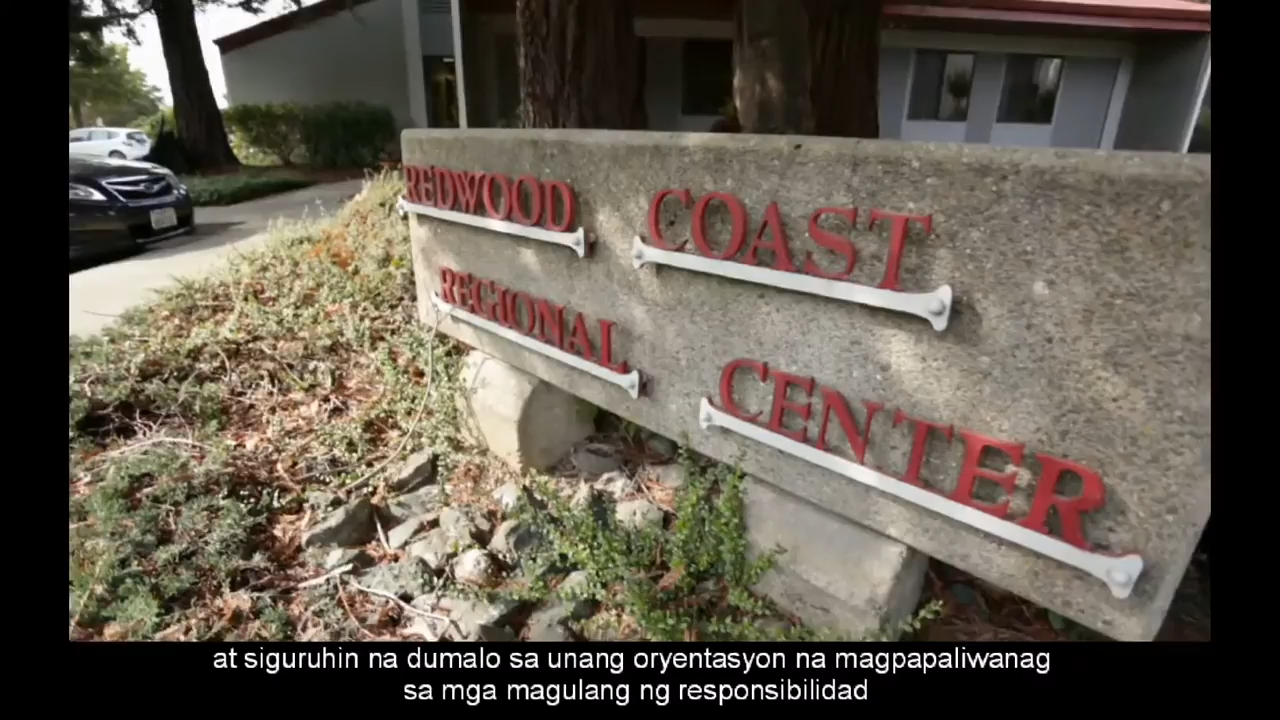 REDWOOD COAST
REGIONAL CENTER
at siguruhin na dumalo sa unang oryentasyon na magpapaliwanag
sa mga magulang ng responsibilidad